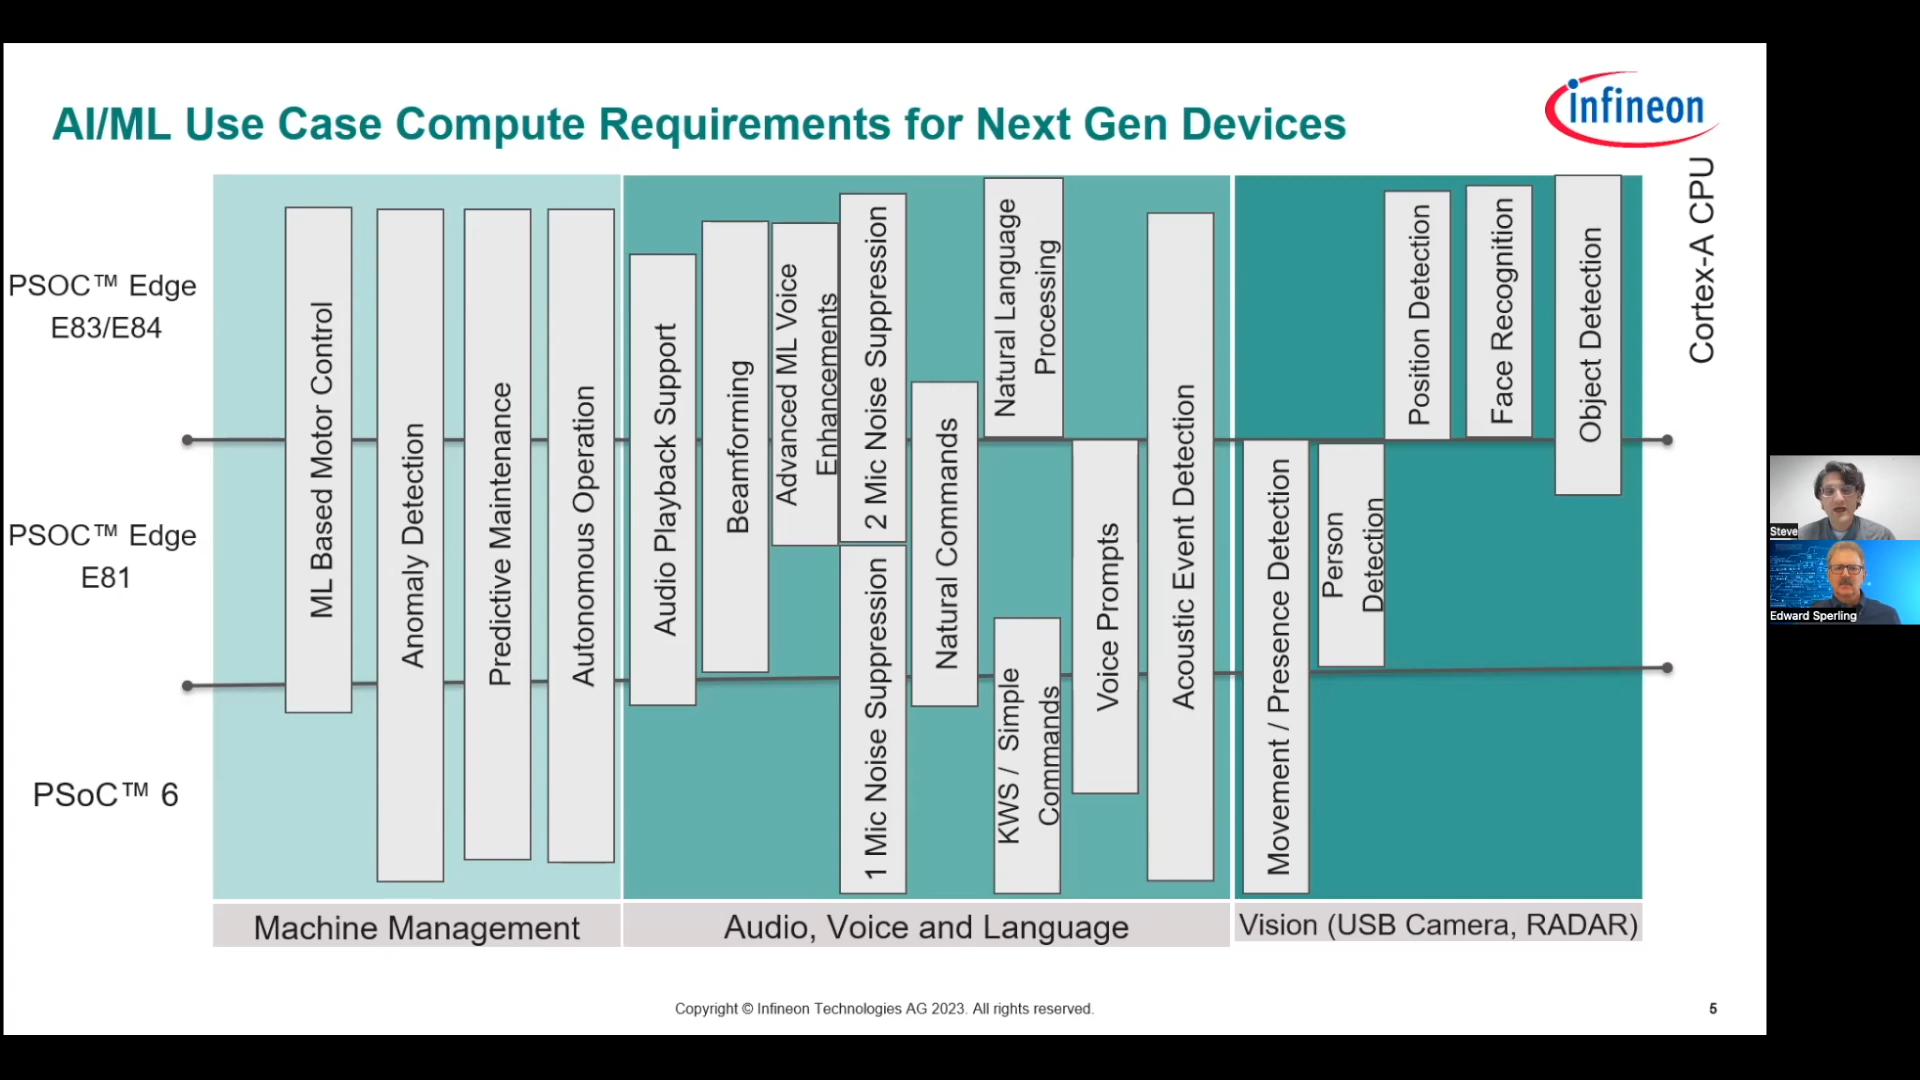 AI/ML Use Case Compute Requirements for Next Gen Devices
infineon
Cortex-A CPU
PSOC™ Edge
E83/E84
PSOC™ Edge
E81
PSoC™ 6
ML Based Motor Control
Anomaly Detection
Predictive Maintenance
Autonomous Operation
Audio Playback Support
Beamforming
Advanced ML Voice
Enhancements
2 Mic Noise Suppression
1 Mic Noise Suppression
Natural Commands
Natural Language
Processing
KWS / Simple
Commands
Voice Prompts
Acoustic Event Detection
Movement / Presence Detection
Person
Detection
Position Detection
Face Recognition
Object Detection
Machine Management
Audio, Voice and Language
Vision (USB Camera, RADAR)
Copyright © Infineon Technologies AG 2023. All rights reserved.
5
Steve
Edward Sperling